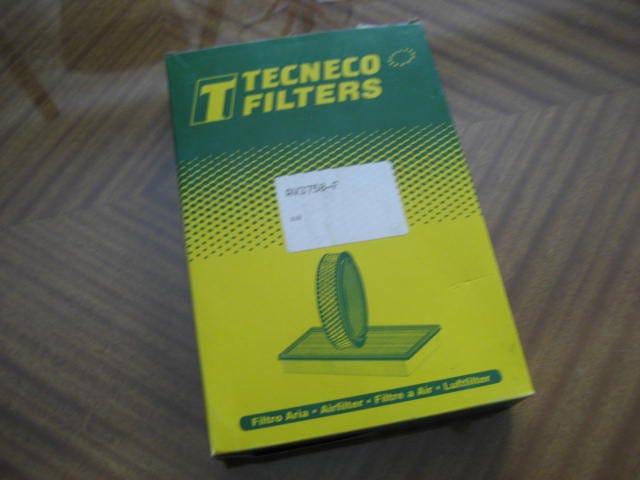 T TECNECO
FILTERS
Filtro Aria • Airfilter • Filtre a Air • Luftfilter